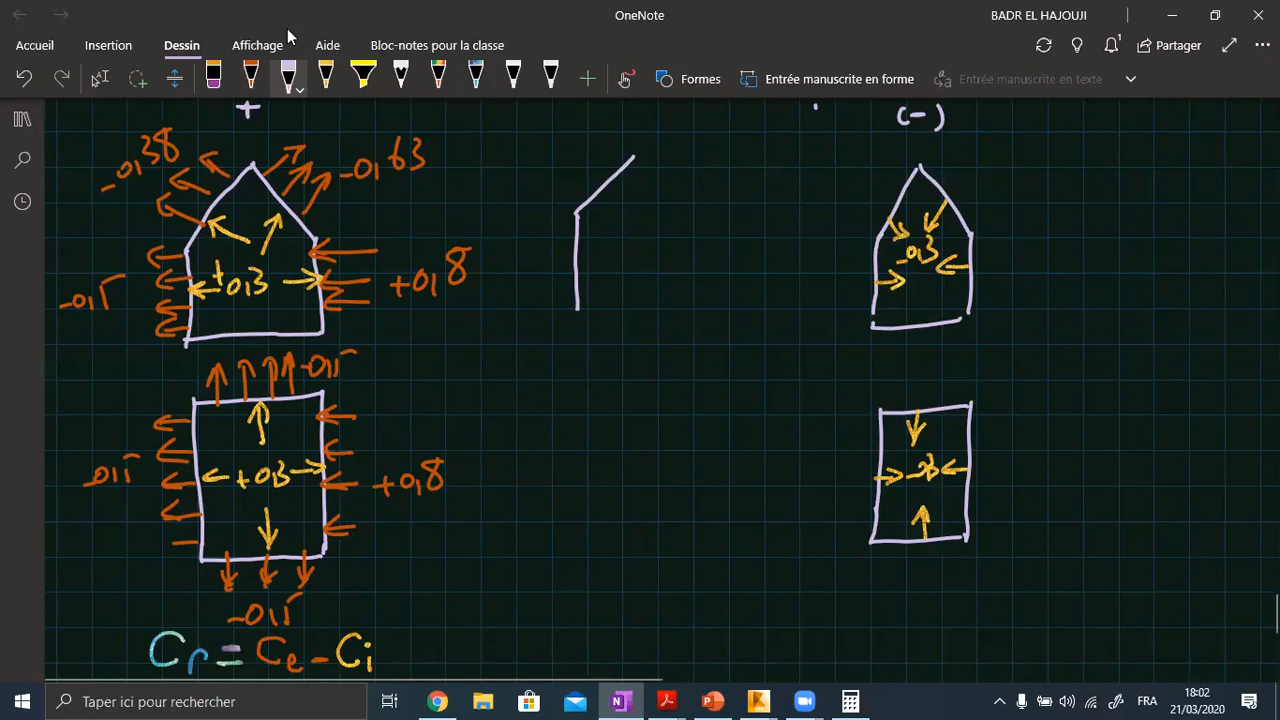 OneNote
BADR EL HAJOUJI
Accueil
Insertion
Dessin
Affichage
Aide
Bloc-notes pour la classe
Partager
Formes
Entrée manuscrite en forme
Entrée manuscrite en texte
+
(-)
-0,38
-0,63
+0,3
-0,5
+0,8
-0,3
-0,5
-0,5
+0,3
+0,8
-0,3
-0,5
Cr = Ce - Ci
Taper ici pour rechercher
FRA
18:02
21/03/2020